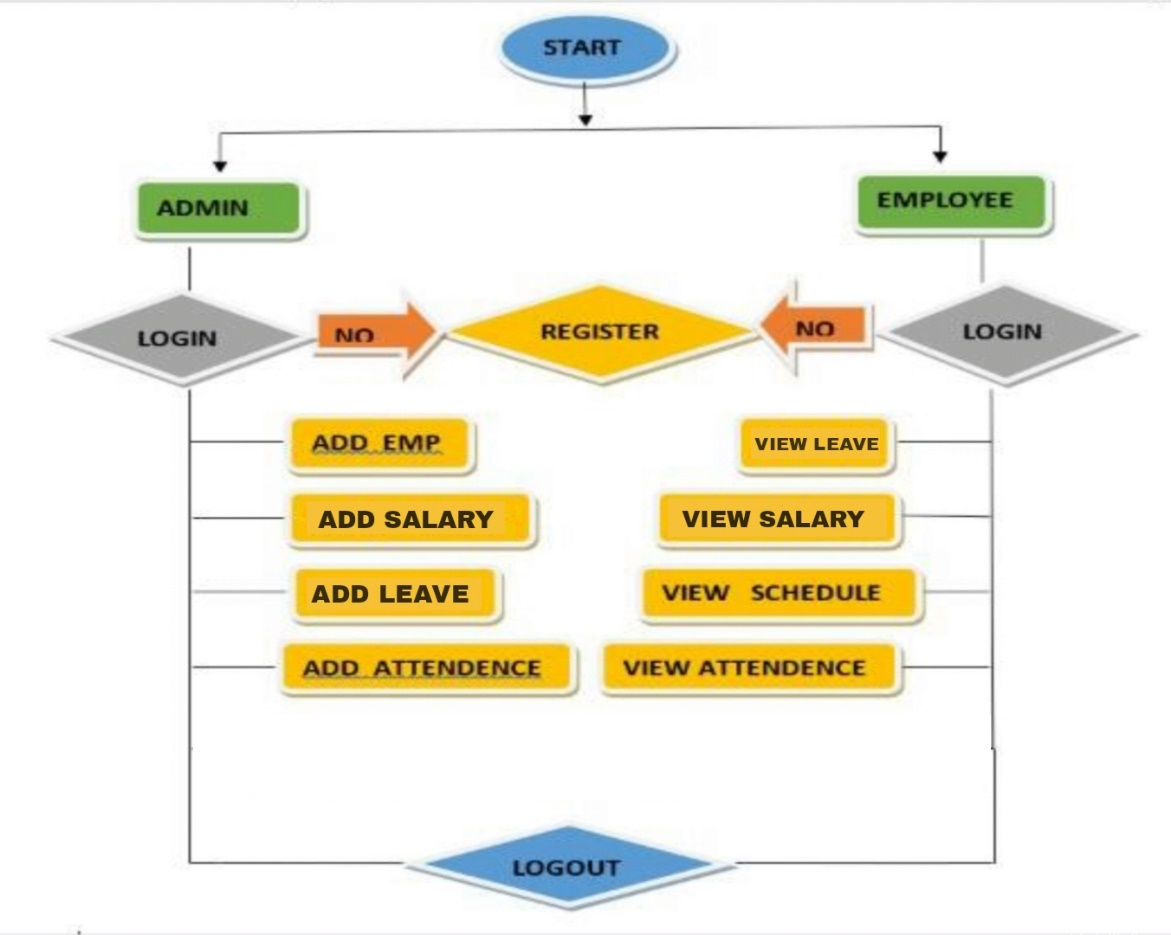 START
ADMIN
EMPLOYEE
LOGIN
NO
REGISTER
NO
LOGIN
ADD EMP
VIEW LEAVE
ADD SALARY
VIEW SALARY
ADD LEAVE
VIEW SCHEDULE
ADD ATTENDENCE
VIEW ATTENDENCE
LOGOUT